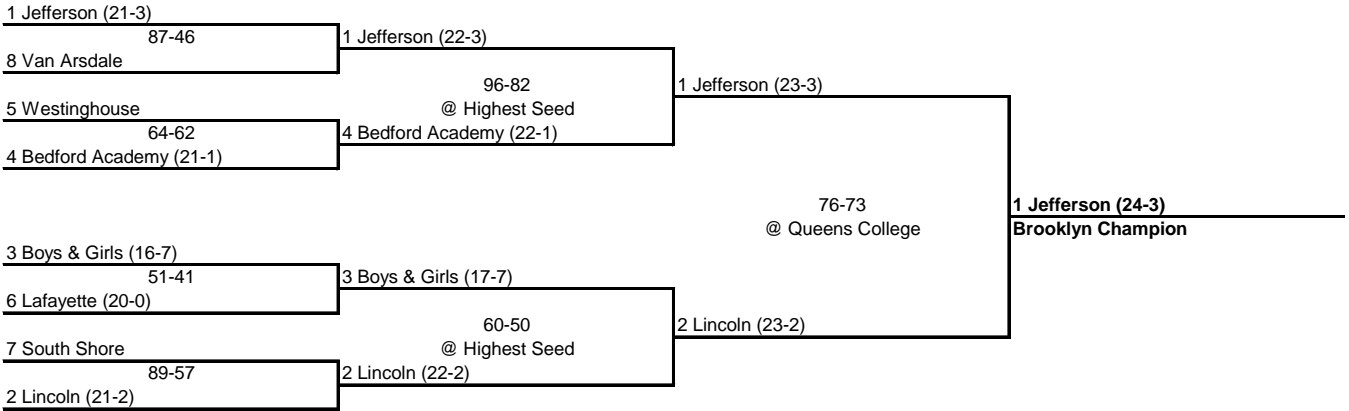 1 Jefferson (21-3)
87-46
1 Jefferson (22-3)
8 Van Arsdale
96-82
1 Jefferson (23-3)
5 Westinghouse
@ Highest Seed
64-62
4 Bedford Academy (22-1)
4 Bedford Academy (21-1)
76-73
1 Jefferson (24-3)
@ Queens College
Brooklyn Champion
3 Boys & Girls (16-7)
51-41
3 Boys & Girls (17-7)
6 Lafayette (20-0)
60-50
2 Lincoln (23-2)
7 South Shore
@ Highest Seed
89-57
2 Lincoln (22-2)
2 Lincoln (21-2)